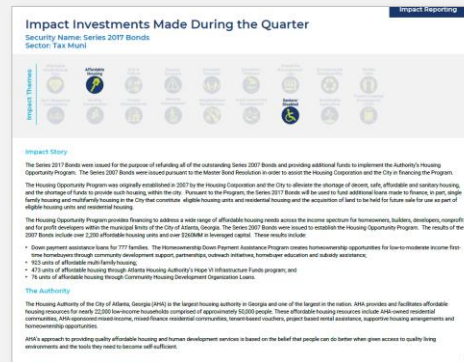 Impact Reporting
Impact Investments Made During the Quarter
Security Name: Series 2017 Bonds
Sector: Tax Muni
Impact Themes
Affordable Housing
Seniors/ Disabled
Impact Story
The Series 2017 Bonds were issued for the purpose of refunding all of the outstanding Series 2007 Bonds and providing additional funds to implement the Authority's Housing
Opportunity Program. The Series 2007 Bonds were issued pursuant to the Master Bond Resolution in order to assist the Housing Corporation and the City in financing the Program.
The Housing Opportunity Program was originally established in 2007 by the Housing Corporation and the City to alleviate the shortage of decent, safe, affordable and sanitary housing,
and the shortage of funds to provide such housing, within the city. Pursuant to the Program, the Series 2017 Bonds will be used to fund additional loans made to finance, in part, single
family housing and multifamily housing in the City that constitute eligible housing units and residential housing and the acquisition of land to be held for future sale for use as part of
eligible housing units and residential housing.
The Housing Opportunity Program provides financing to address a wide range of affordable housing needs across the income spectrum for homeowners, builders, developers, nonprofit
and for profit developers within the municipal limits of the City of Atlanta, Georgia. The Series 2007 Bonds were issued to establish the Housing Opportunity Program. The results of the
2007 Bonds include over 2,200 affordable housing units and over $260MM in leveraged capital. These results include:
• Down payment assistance loans for 777 families. The Homeownership Down Payment Assistance Program creates homeownership opportunities for low-to-moderate income first-
time homebuyers through community development support, partnerships, outreach initiatives, homebuyer education and subsidy assistance;
• 923 units of affordable multi-family housing;
• 473 units of affordable housing through Atlanta Housing Authority's Hope VI Infrastructure Funds program; and
• 76 units of affordable housing through Community Housing Development Organization Loans.
The Authority
The Housing Authority of the City of Atlanta, Georgia (AHA) is the largest housing authority in Georgia and one of the largest in the nation. AHA provides and facilitates affordable
housing resources for nearly 22,000 low-income households comprised of approximately 50,000 people. These affordable housing resources include AHA-owned residential
communities, AHA-sponsored mixed-income, mixed-finance residential communities, tenant-based vouchers, project based rental assistance, supportive housing arrangements and
homeownership opportunities.
AHA's approach to providing quality affordable housing and human development services is based on the belief that people can do better when given access to quality living
environments and the tools they need to become self-sufficient.